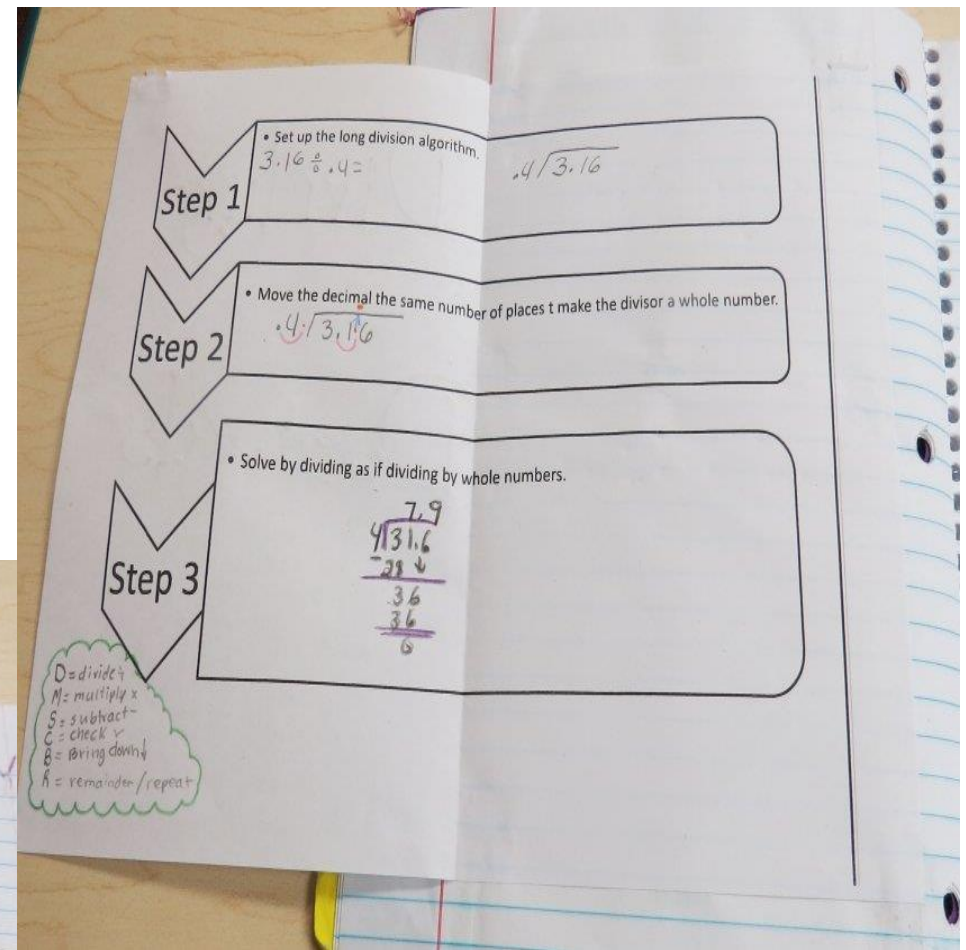 Step 1
• Set up the long division algorithm.
3.16 ÷ .4 =
.4/3.16
Step 2
• Move the decimal the same number of places t make the divisor a whole number.
.4./3.1.6
Step 3
• Solve by dividing as if dividing by whole numbers.
7.9
4/31.6
-28 ↓
36
36
0
D = divide ÷
M = multiply x
S = subtract -
C = check ✓
B = Bring down ↓
R = remainder/repeat